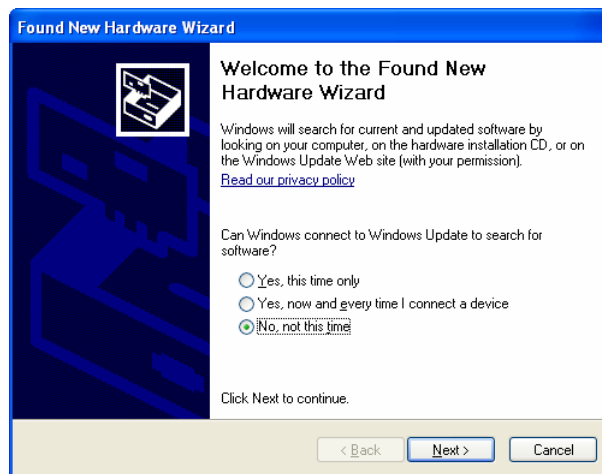 Found New Hardware Wizard
Welcome to the Found New
Hardware Wizard
Windows will search for current and updated software by
looking on your computer, on the hardware installation CD, or on
the Windows Update Web site (with your permission).
Read our privacy policy
Can Windows connect to Windows Update to search for
software?
Yes, this time only
Yes, now and every time I connect a device
No, not this time
Click Next to continue.
< Back Next > Cancel